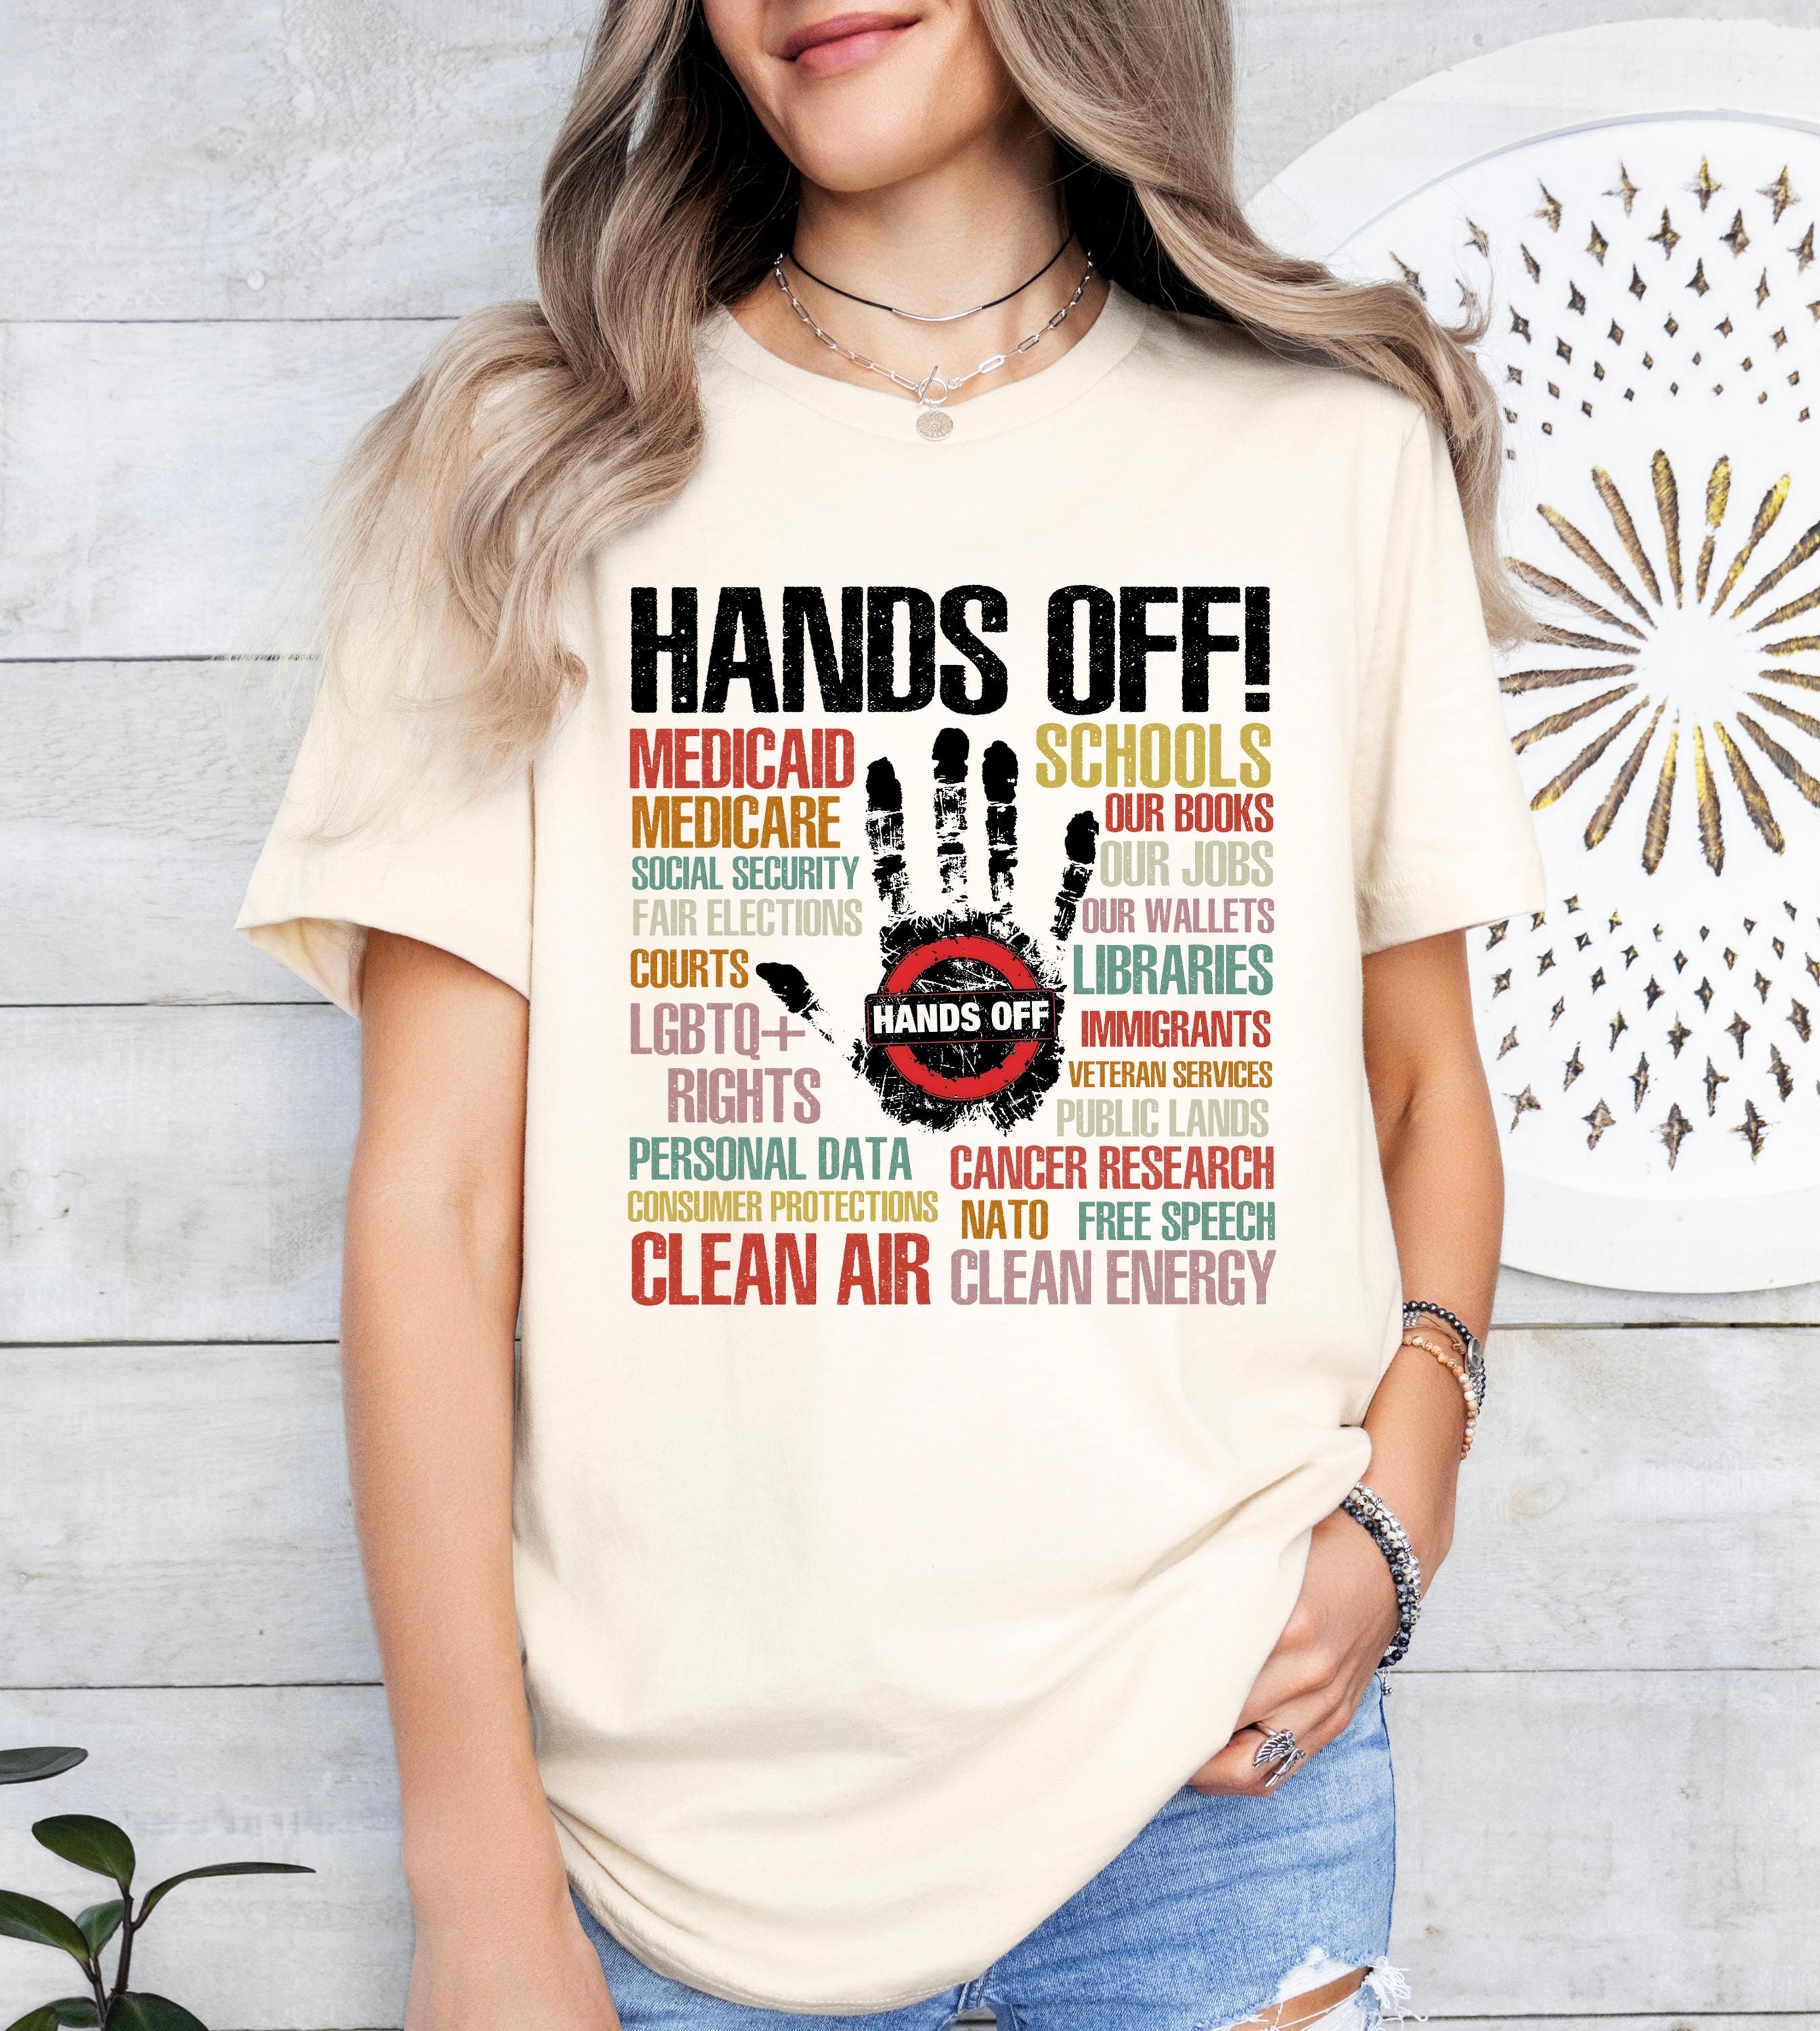 HANDS OFF!
MEDICAID
MEDICARE
SOCIAL SECURITY
FAIR ELECTIONS
COURTS
LGBTQ+
RIGHTS
PERSONAL DATA
CONSUMER PROTECTIONS
CLEAN AIR
HANDS OFF
SCHOOLS
OUR BOOKS
OUR JOBS
OUR WALLETS
LIBRARIES
IMMIGRANTS
VETERAN SERVICES
PUBLIC LANDS
CANCER RESEARCH
NATO FREE SPEECH
CLEAN ENERGY